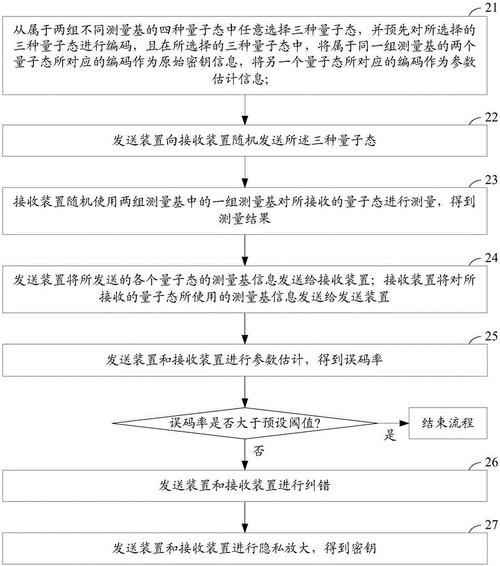 21
从属于两组不同测量基的四种量子态中任意选择三种量子态，并预先对所选择的
三种量子态进行编码，且在所选择的三种量子态中，将属于同一组测量基的两个
量子态所对应的编码作为原始密钥信息，将另一个量子态所对应的编码作为参数
估计信息；
22
发送装置向接收装置随机发送所述三种量子态
23
接收装置随机使用两组测量基中的一组测量基对所接收的量子态进行测量，得到
测量结果
24
发送装置将所发送的各个量子态的测量基信息发送给接收装置；接收装置将对所
接收的量子态所使用的测量基信息发送给发送装置
25
发送装置和接收装置进行参数估计，得到误码率
误码率是否大于预设阈值？
是
结束流程
否
26
发送装置和接收装置进行纠错
27
发送装置和接收装置进行隐私放大，得到密钥